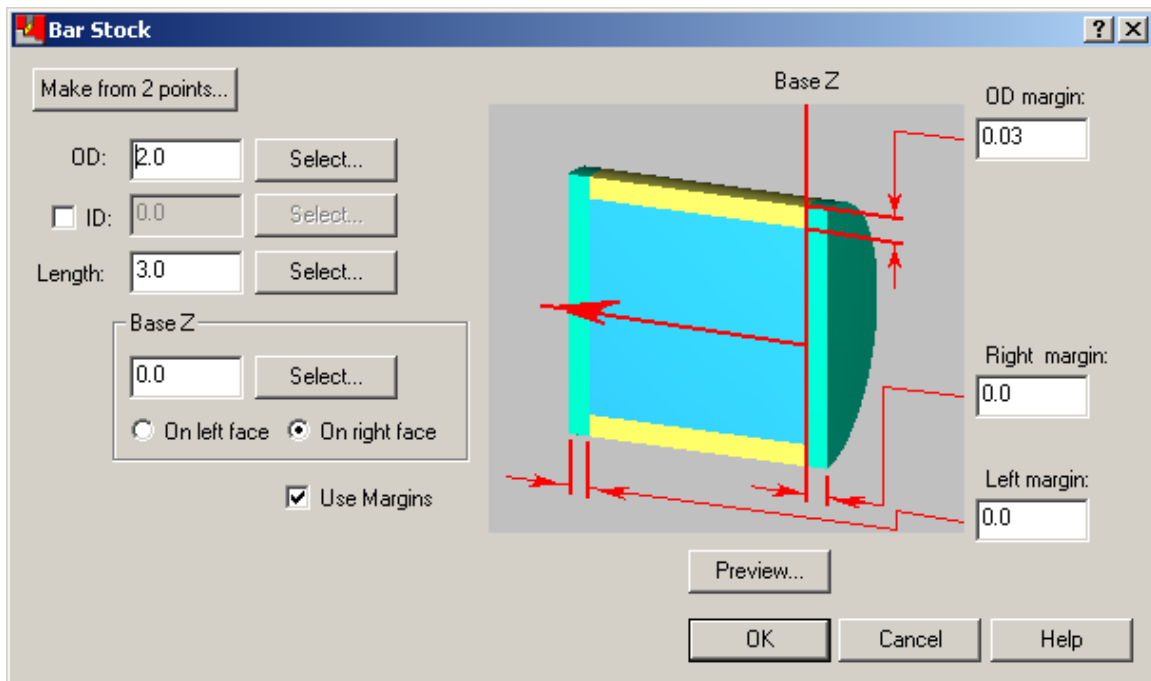 Bar Stock
Make from 2 points...
OD: 2.0 Select...
ID: 0.0 Select...
Length: 3.0 Select...
Base Z
0.0 Select...
On left face On right face
Use Margins
Base Z
OD margin:
0.03
Right margin:
0.0
Left margin:
0.0
Preview...
OK Cancel Help